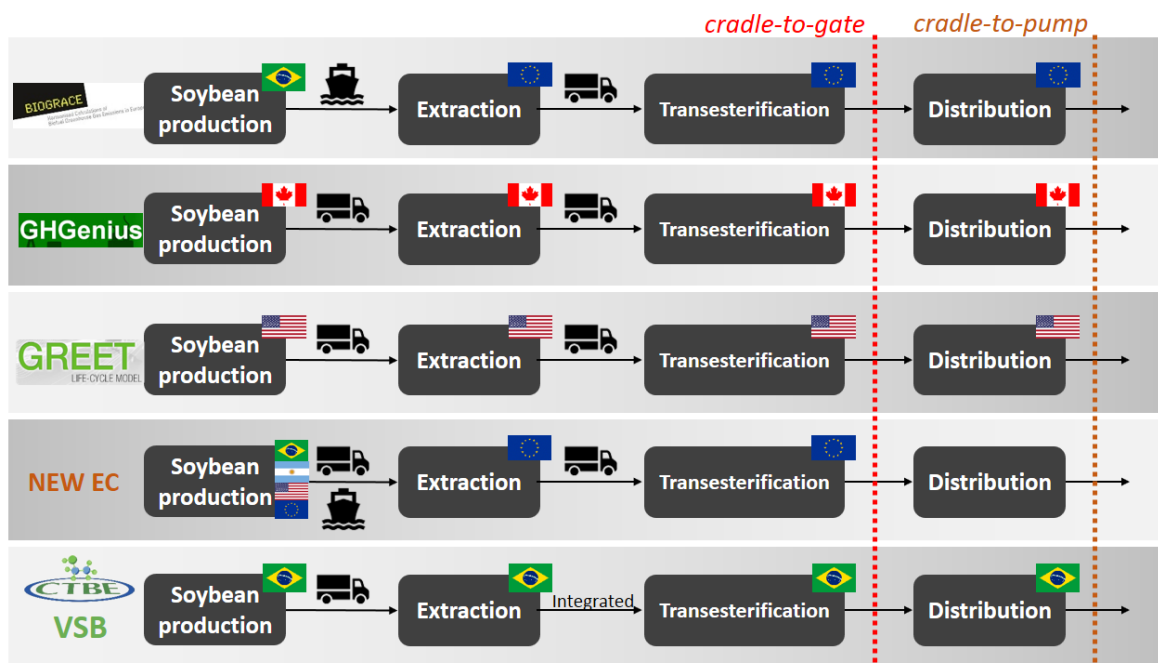 cradle-to-gate cradle-to-pump
BIOGRACE
Soybean
production
Extraction
Transesterification
Distribution
GHGenius
Soybean
production
Extraction
Transesterification
Distribution
GREET
LIFE-CYCLE MODEL
Soybean
production
Extraction
Transesterification
Distribution
NEW EC
Soybean
production
Extraction
Transesterification
Distribution
CTBE
VSB
Soybean
production
Extraction
Integrated
Transesterification
Distribution